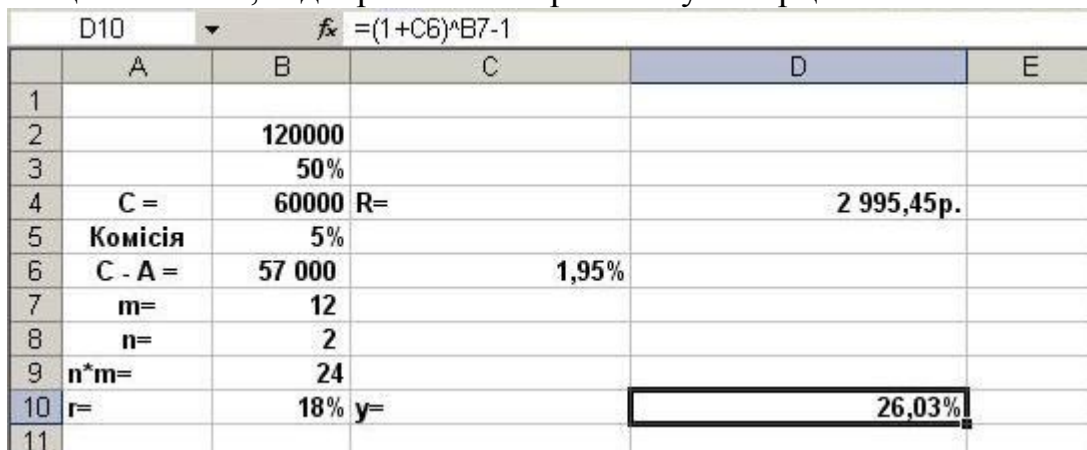 D10 fx =(1+C6)^B7-1
A B C D E
1
2 120000
3 50%
4 C = 60000 R= 2 995,45р.
5 Комісія 5%
6 C - A = 57 000 1,95%
7 m= 12
8 n= 2
9 n*m= 24
10 r= 18% y= 26,03%
11